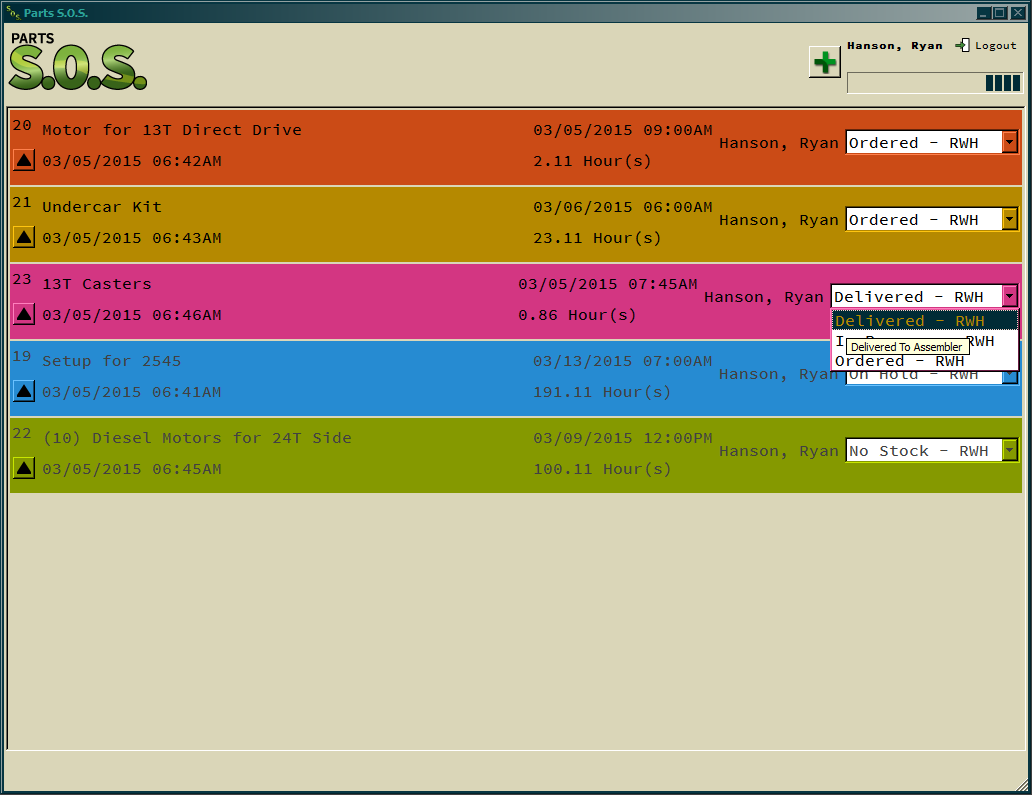 Parts S.O.S.
PARTS
S.O.S.
Hanson, Ryan Logout
20 Motor for 13T Direct Drive 03/05/2015 09:00AM
Hanson, Ryan Ordered - RWH
03/05/2015 06:42AM 2.11 Hour(s)
21 Undercar Kit 03/06/2015 06:00AM
Hanson, Ryan Ordered - RWH
03/05/2015 06:43AM 23.11 Hour(s)
23 13T Casters 03/05/2015 07:45AM
Hanson, Ryan Delivered - RWH
03/05/2015 06:46AM 0.86 Hour(s)
Delivered - RWH
RWH
Delivered To Assembler
Ordered - RWH
19 Setup for 2545 03/13/2015 07:00AM
Hanson, Ryan On Hold - RWH
03/05/2015 06:41AM 191.11 Hour(s)
22 (10) Diesel Motors for 24T Side 03/09/2015 12:00PM
Hanson, Ryan No Stock - RWH
03/05/2015 06:45AM 100.11 Hour(s)